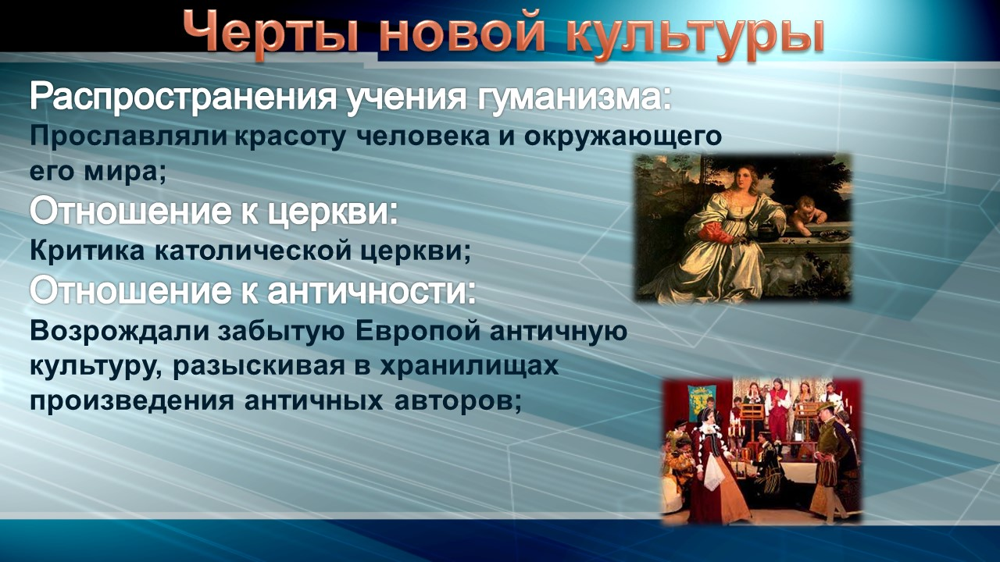 Черты новой культуры
Распространения учения гуманизма:
Прославляли красоту человека и окружающего
его мира;
Отношение к церкви:
Критика католической церкви;
Отношение к античности:
Возрождали забытую Европой античную
культуру, разыскивая в хранилищах
произведения античных авторов;